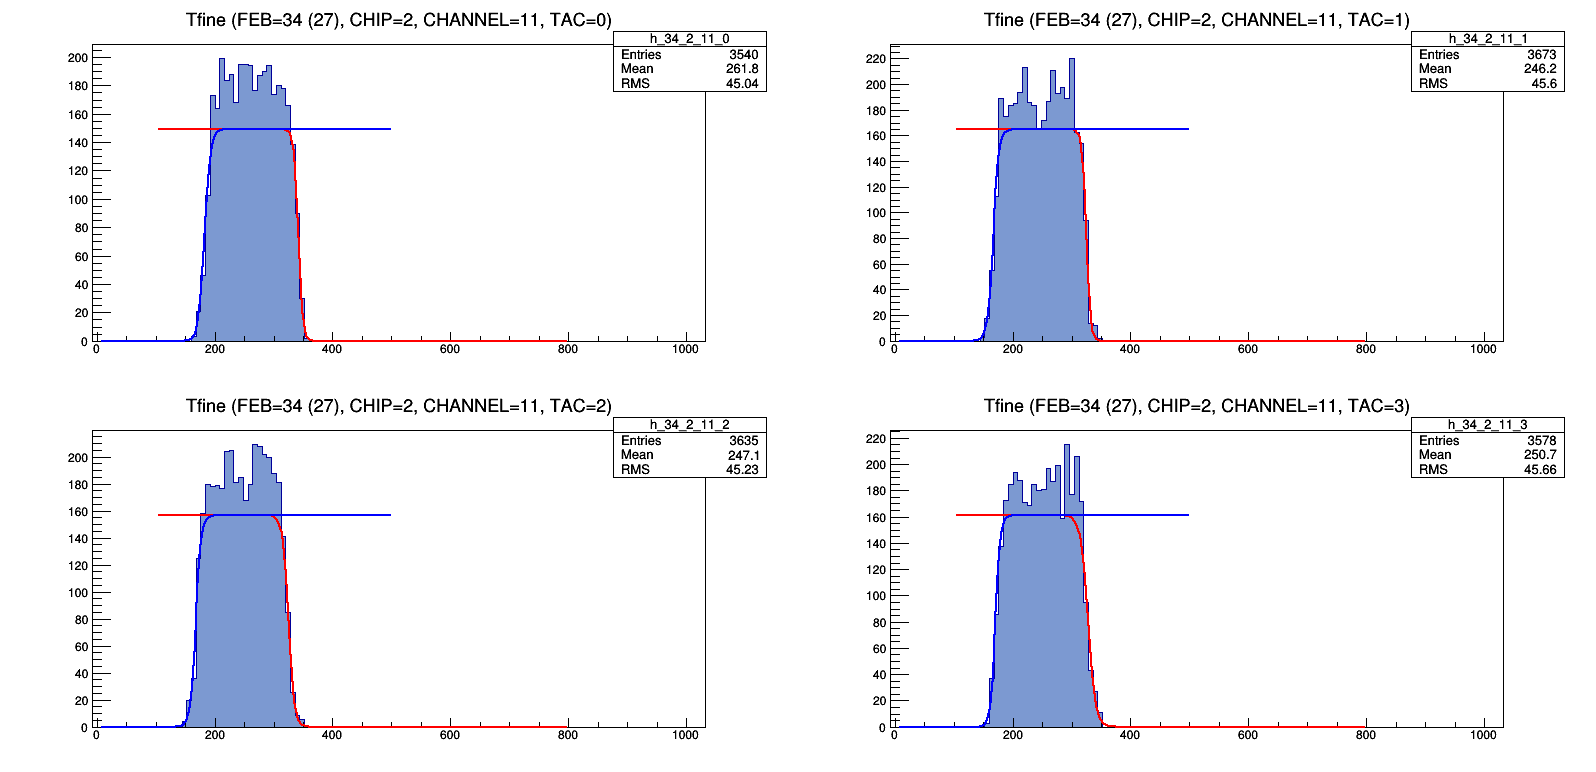 Tfine (FEB=34 (27), CHIP=2, CHANNEL=11, TAC=0)
h_34_2_11_0
Entries 3540
Mean 261.8
RMS 45.04
200
180
160
140
120
100
80
60
40
20
0
0 200 400 600 800 1000
Tfine (FEB=34 (27), CHIP=2, CHANNEL=11, TAC=1)
h_34_2_11_1
Entries 3673
Mean 246.2
RMS 45.6
220
200
180
160
140
120
100
80
60
40
20
0
0 200 400 600 800 1000
Tfine (FEB=34 (27), CHIP=2, CHANNEL=11, TAC=2)
h_34_2_11_2
Entries 3635
Mean 247.1
RMS 45.23
200
180
160
140
120
100
80
60
40
20
0
0 200 400 600 800 1000
Tfine (FEB=34 (27), CHIP=2, CHANNEL=11, TAC=3)
h_34_2_11_3
Entries 3578
Mean 250.7
RMS 45.66
220
200
180
160
140
120
100
80
60
40
20
0
0 200 400 600 800 1000